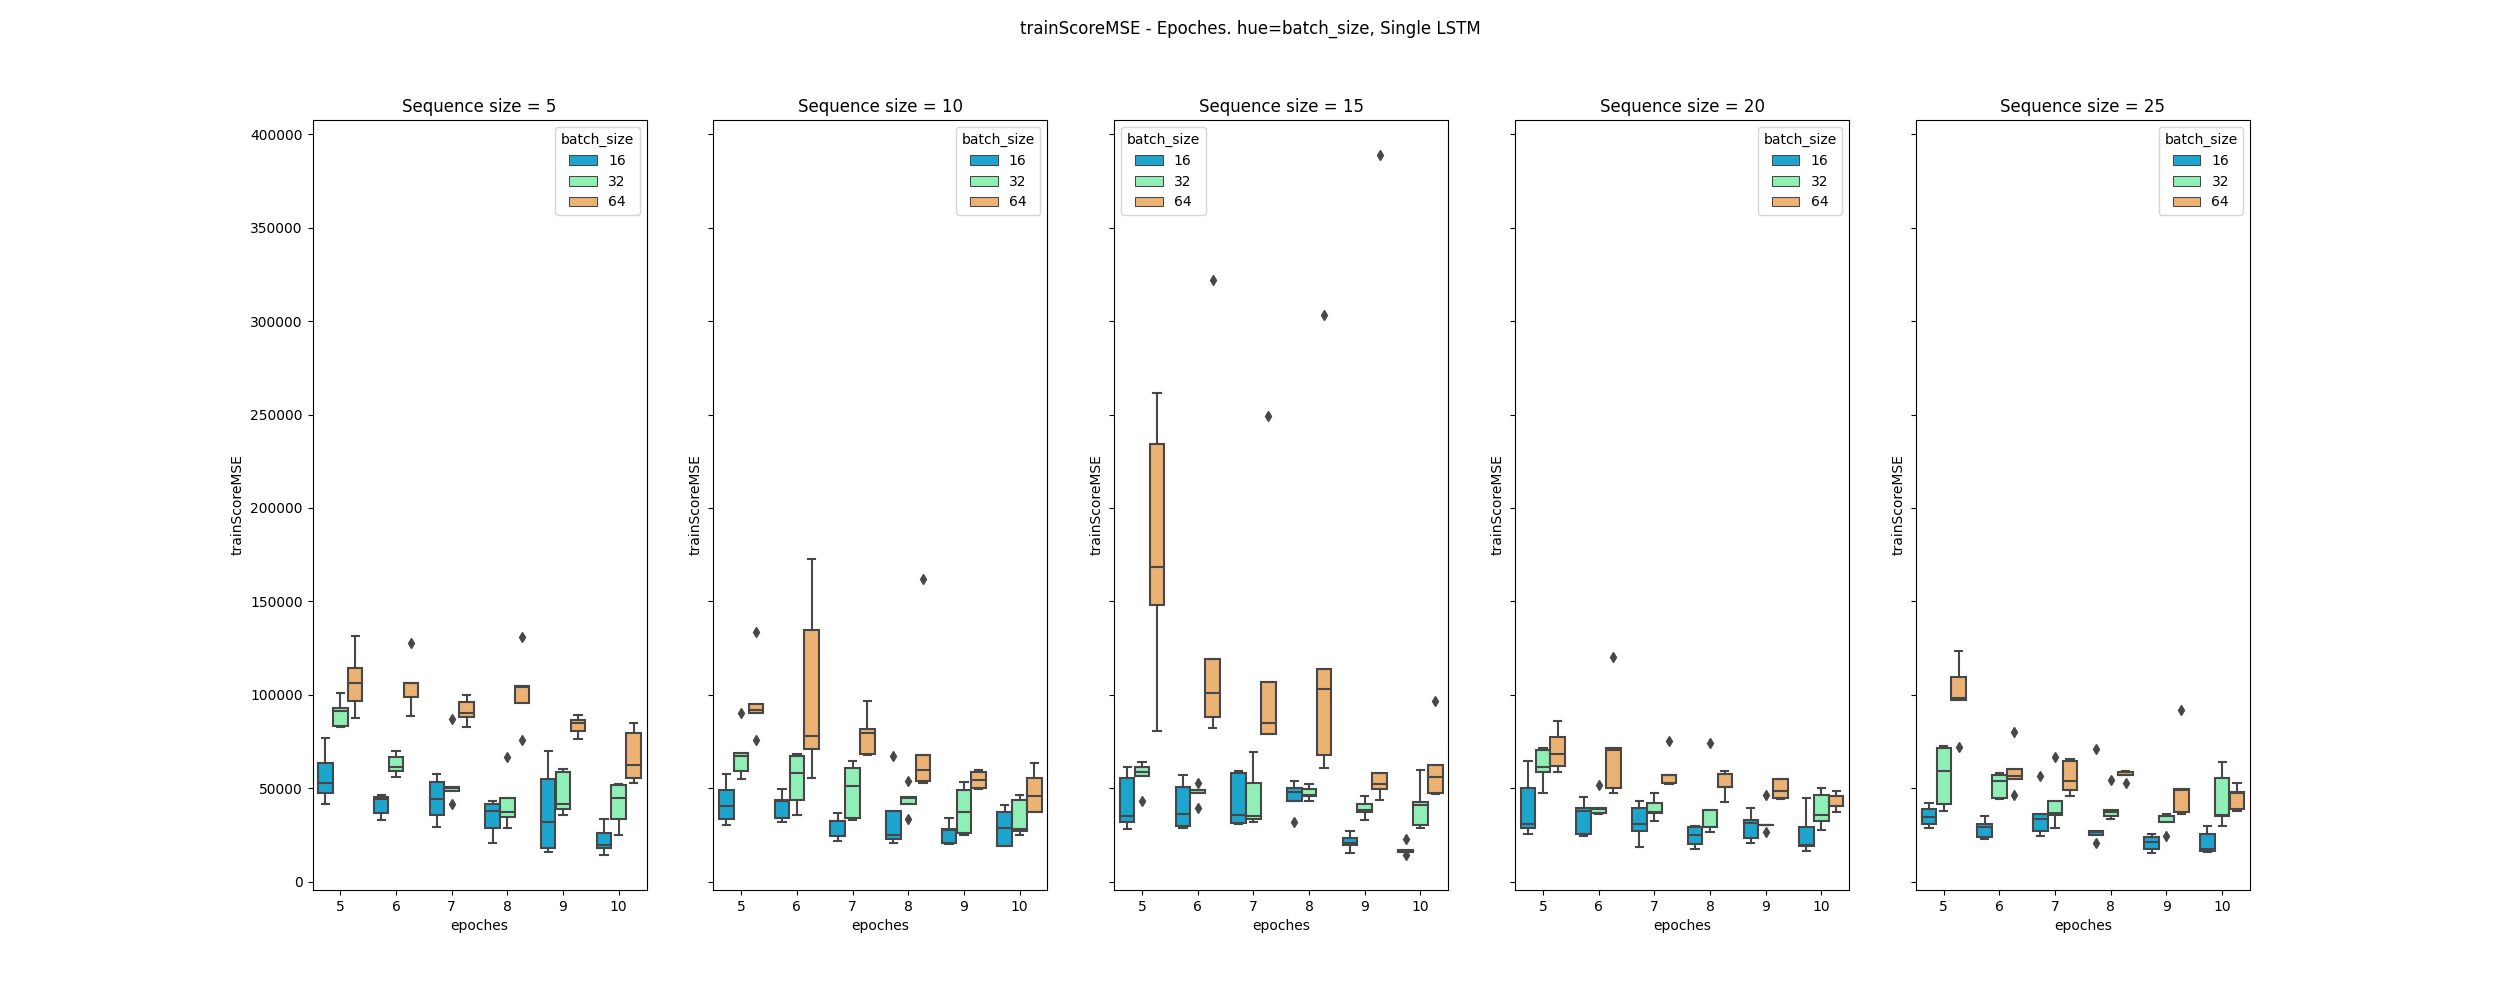 trainScoreMSE - Epoches. hue=batch_size, Single LSTM
Sequence size = 5
400000
350000
300000
250000
200000
150000
100000
50000
0
trainScoreMSE
batch_size
16
32
64
5 6 7 8 9 10
epoches
Sequence size = 10
trainScoreMSE
batch_size
16
32
64
5 6 7 8 9 10
epoches
Sequence size = 15
trainScoreMSE
batch_size
16
32
64
5 6 7 8 9 10
epoches
Sequence size = 20
trainScoreMSE
batch_size
16
32
64
5 6 7 8 9 10
epoches
Sequence size = 25
trainScoreMSE
batch_size
16
32
64
5 6 7 8 9 10
epoches